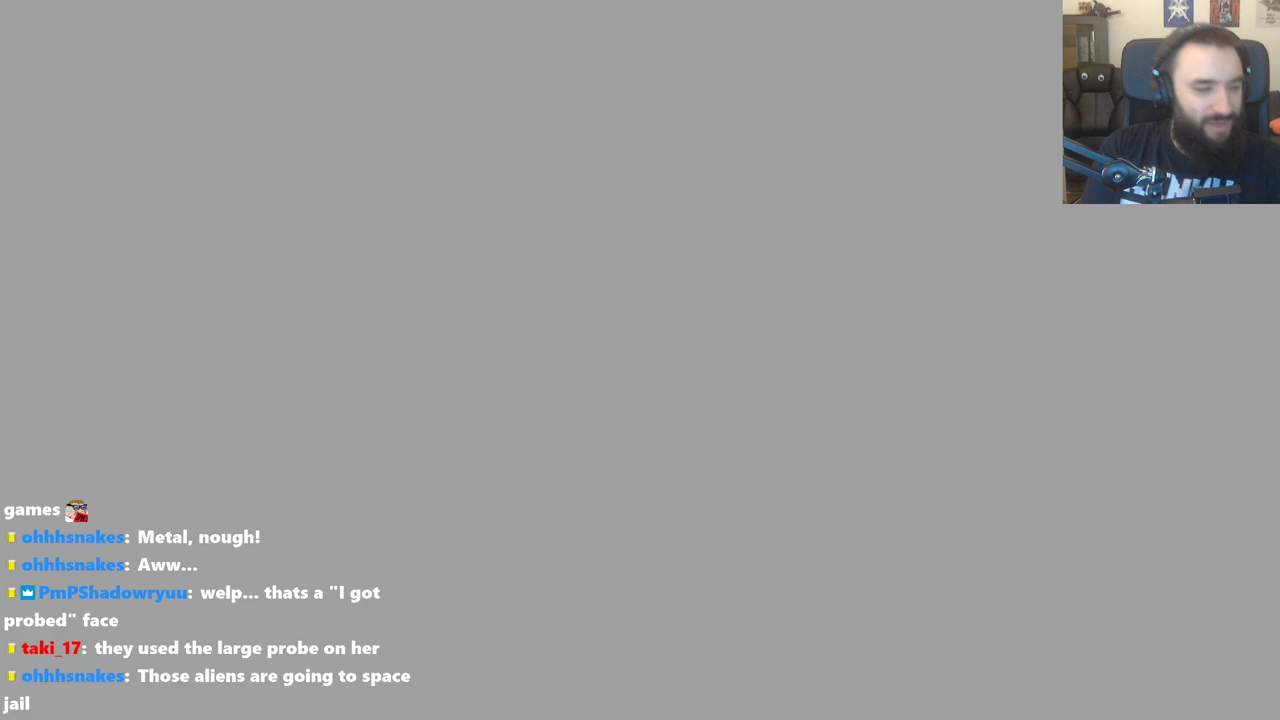 games
ohhhsnakes: Metal, nough!
ohhhsnakes: Aww...
PmPShadowryuu: welp... thats a "I got
probed" face
taki_17: they used the large probe on her
ohhhsnakes: Those aliens are going to space
jail